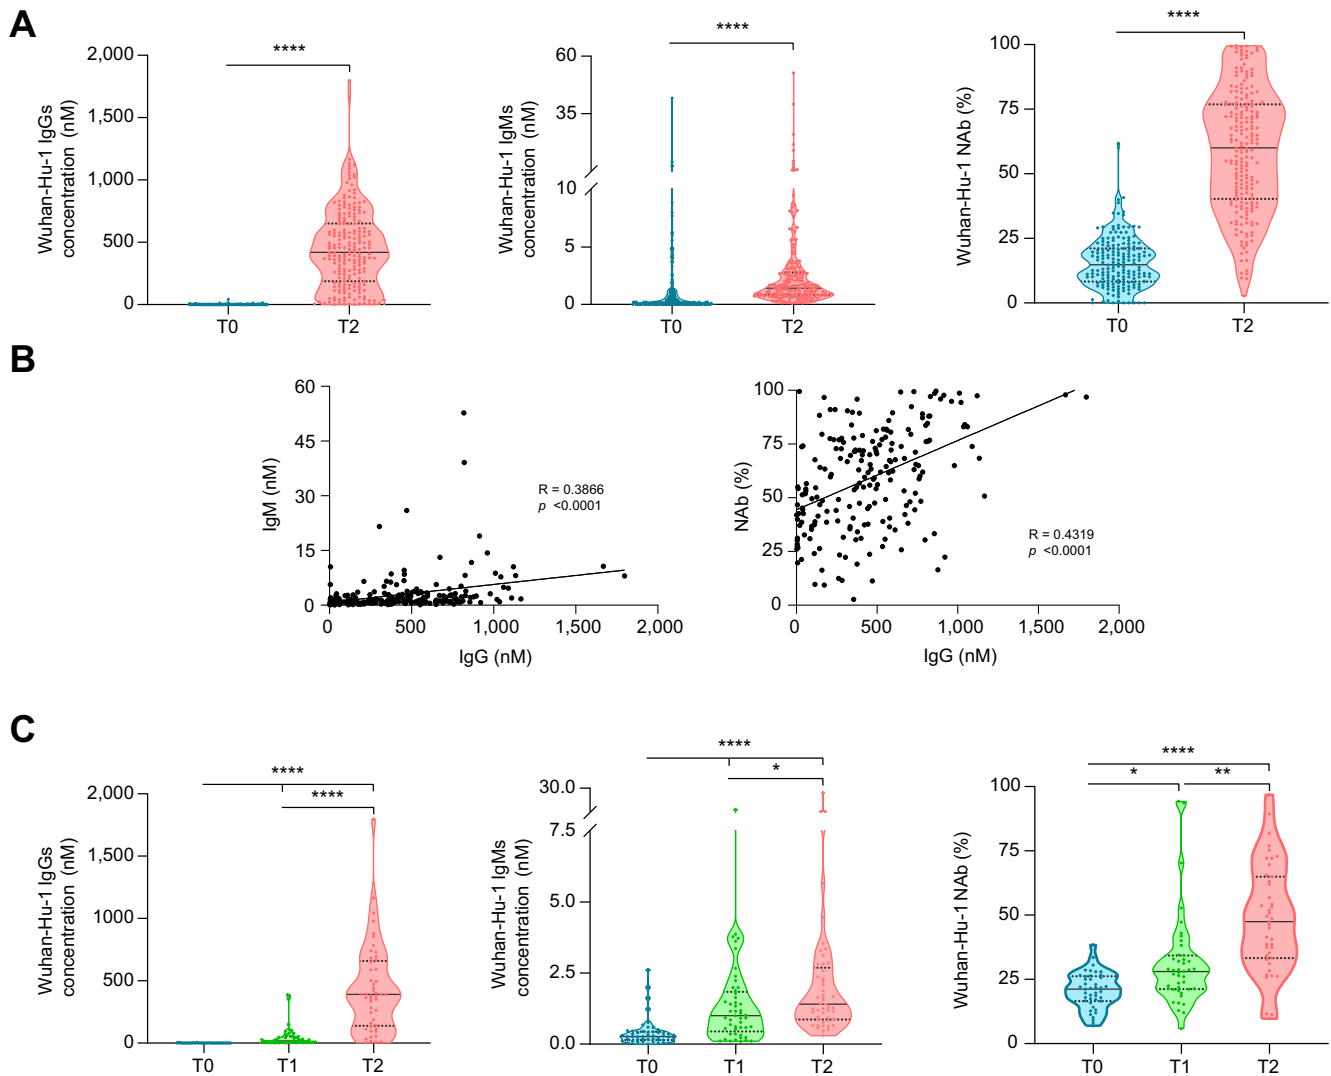 A
Wuhan-Hu-1 IgGs
concentration (nM)
2,000
1,500
1,000
500
0
****
T0
T2
Wuhan-Hu-1 IgMs
concentration (nM)
60
35
10
5
0
****
T0
T2
Wuhan-Hu-1 NAb (%)
100
75
50
25
0
****
T0
T2
B
IgM (nM)
60
45
30
15
0
R = 0.3866
p <0.0001
0
500
1,000
1,500
2,000
IgG (nM)
NAb (%)
100
75
50
25
0
R = 0.4319
p <0.0001
0
500
1,000
1,500
2,000
IgG (nM)
C
Wuhan-Hu-1 IgGs
concentration (nM)
2,000
1,500
1000
500
0
****
****
T0
T1
T2
Wuhan-Hu-1 IgMs
concentration (nM)
30.0
7.5
5.0
2.5
0.0
****
*
T0
T1
T2
Wuhan-Hu-1 NAb (%)
100
75
50
25
0
****
*
**
T0
T1
T2